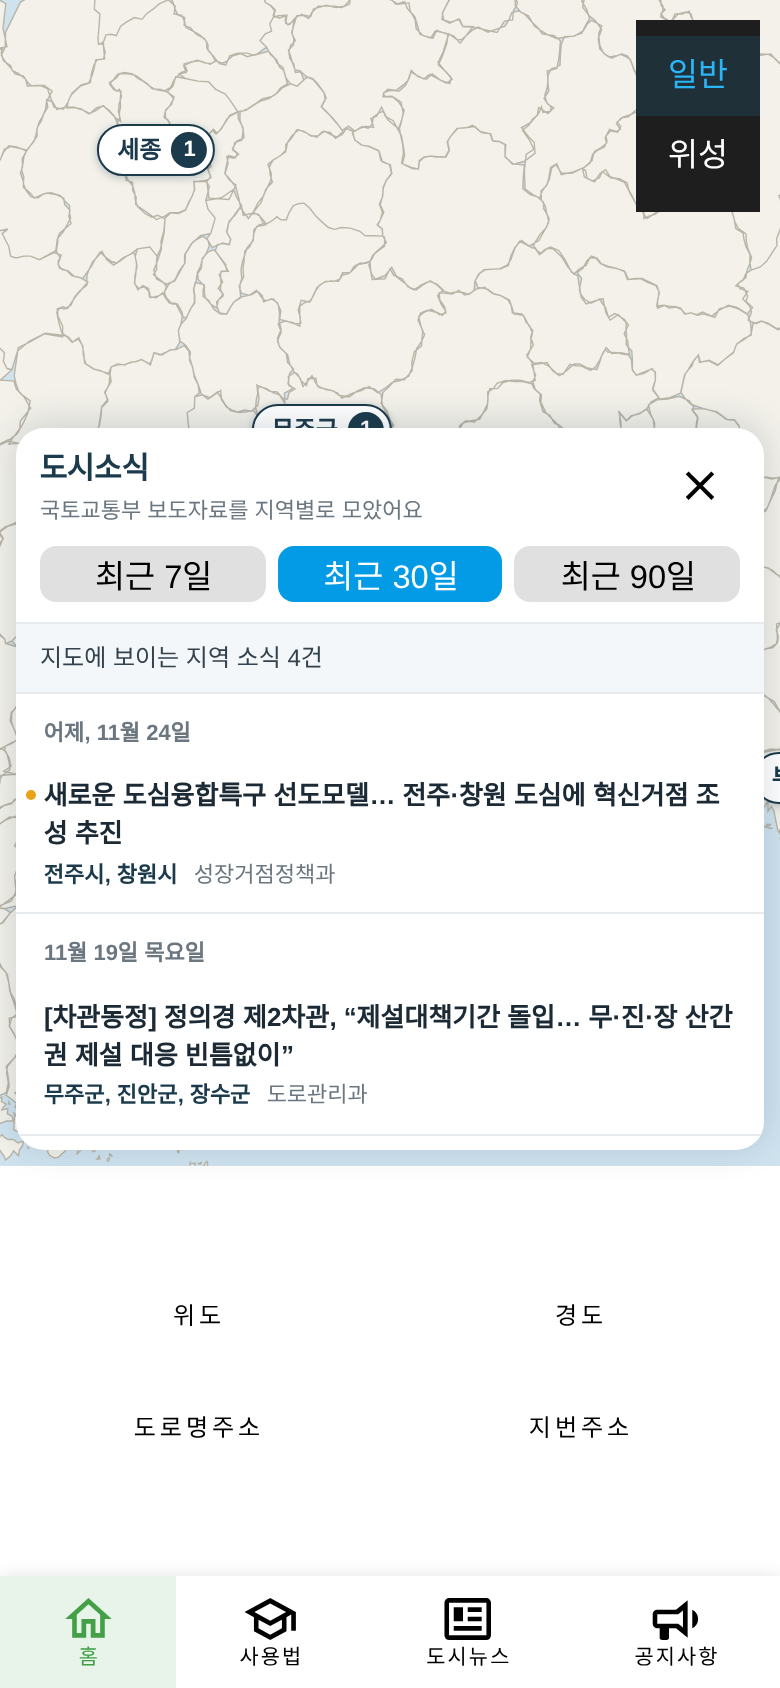 일반
위성
세종 1
무주군 1
도시소식
국토교통부 보도자료를 지역별로 모았어요
최근 7일 최근 30일 최근 90일
지도에 보이는 지역 소식 4건
어제, 11월 24일
새로운 도심융합특구 선도모델… 전주·창원 도심에 혁신거점 조
성 추진
전주시, 창원시 성장거점정책과
11월 19일 목요일
[차관동정] 정의경 제2차관, “제설대책기간 돌입… 무·진·장 산간
권 제설 대응 빈틈없이”
무주군, 진안군, 장수군 도로관리과
위도 경도
도로명주소 지번주소
홈 사용법 도시뉴스 공지사항